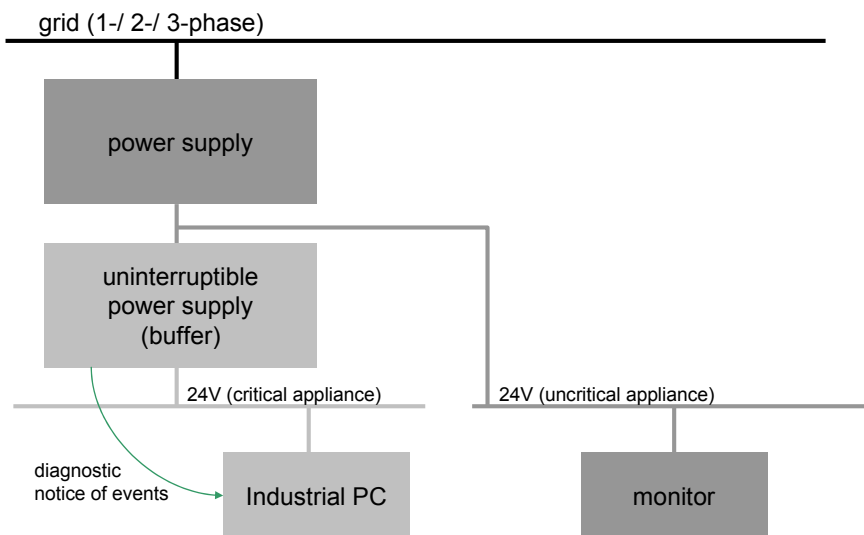 grid (1-/ 2-/ 3-phase)
power supply
uninterruptible
power supply
(buffer)
24V (critical appliance)
24V (uncritical appliance)
diagnostic
notice of events
Industrial PC
monitor